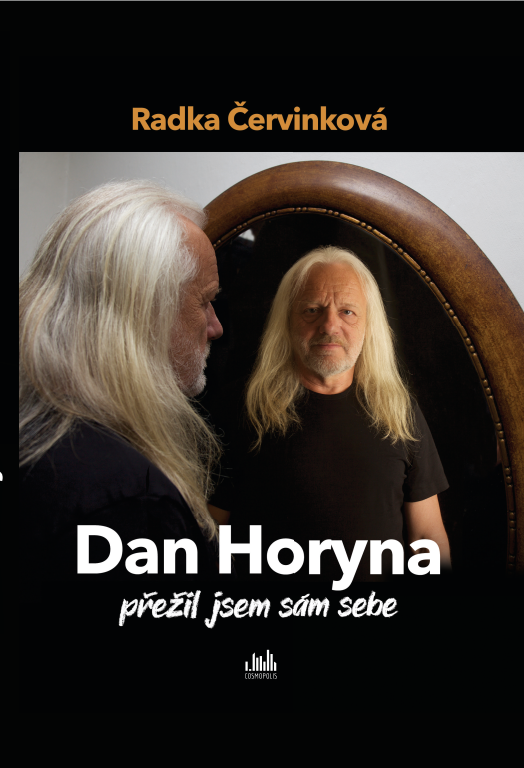 Radka Červinková
Dan Horyna
přežil jsem sám sebe
COSMOPOLIS